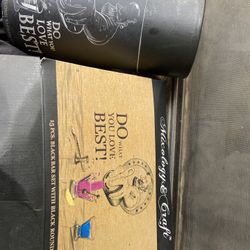 DO
WHAT YOU
LOVE
BEST!
DO WHAT
YOU LOVE
BEST!
Mixology & Craft
15 PCS. BLACK BAR SET WITH BLACK ROUND